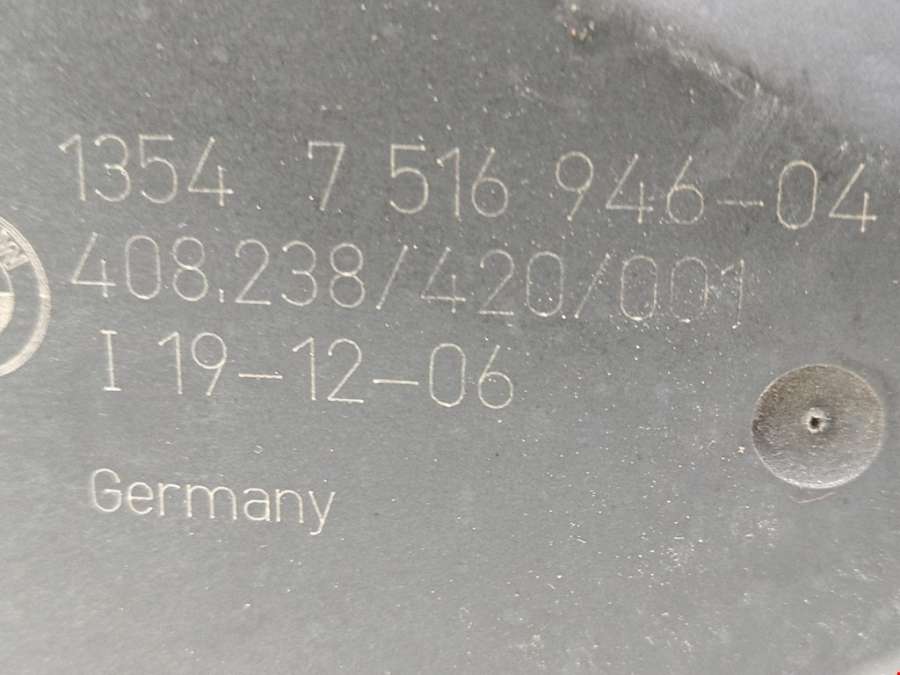 1354 7 516 946-04
408.238/420/001
I 19-12-06
Germany